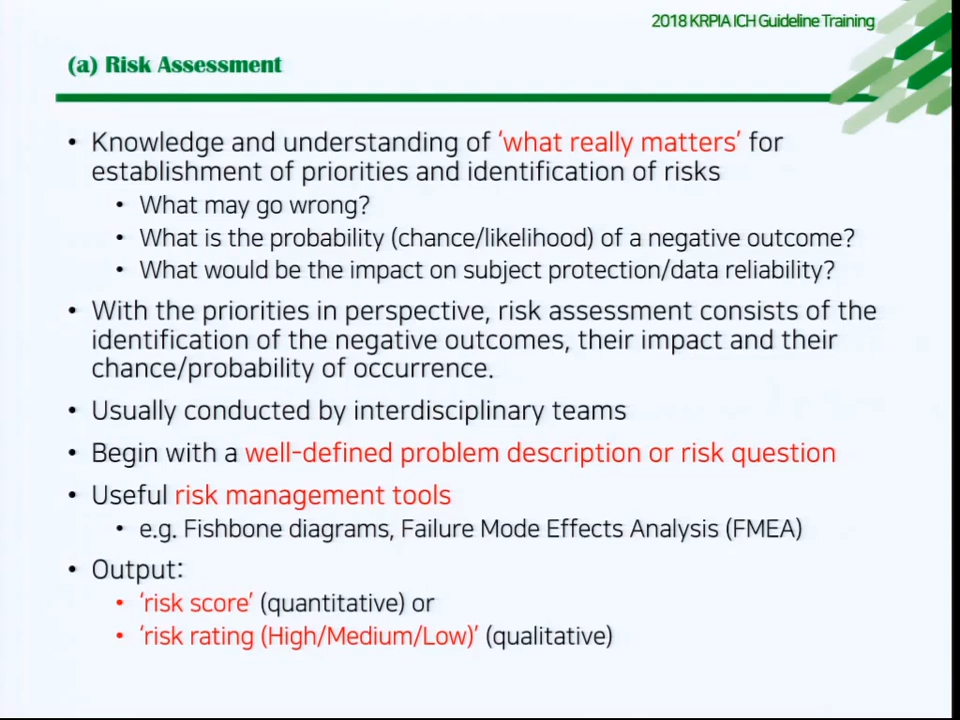 2018 KRPIA ICH Guideline Training
(a) Risk Assessment
• Knowledge and understanding of 'what really matters' for
establishment of priorities and identification of risks
• What may go wrong?
• What is the probability (chance/likelihood) of a negative outcome?
• What would be the impact on subject protection/data reliability?
• With the priorities in perspective, risk assessment consists of the
identification of the negative outcomes, their impact and their
chance/probability of occurrence.
• Usually conducted by interdisciplinary teams
• Begin with a well-defined problem description or risk question
• Useful risk management tools
• e.g. Fishbone diagrams, Failure Mode Effects Analysis (FMEA)
• Output:
• 'risk score' (quantitative) or
• 'risk rating (High/Medium/Low)' (qualitative)